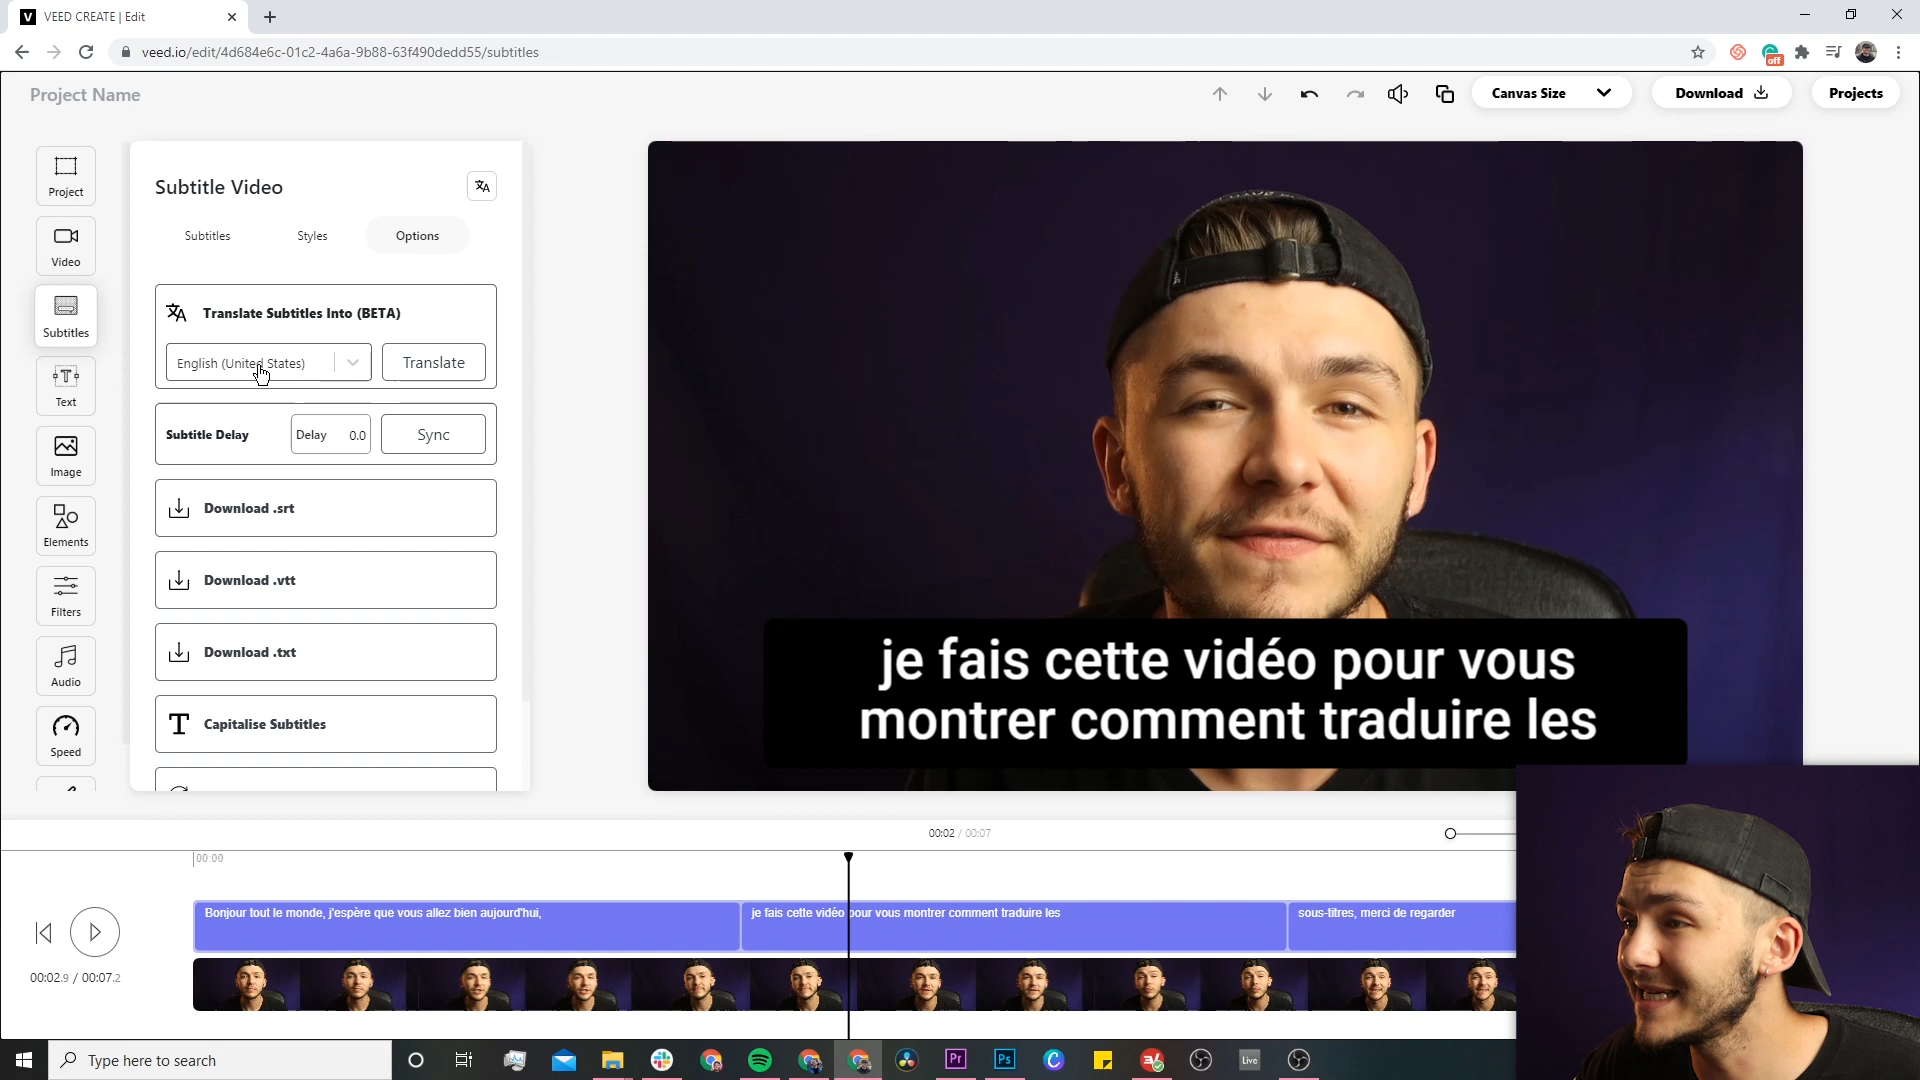 VEED CREATE | Edit
veed.io/edit/4d684e6c-01c2-4a6a-9b88-63f490dedd55/subtitles
off
Project Name
Canvas Size
Download
Projects
Project
Video
Subtitles
Text
Image
Elements
Filters
Audio
Speed
Subtitle Video
Subtitles
Styles
Options
Translate Subtitles Into (BETA)
English (United States)
Translate
Subtitle Delay
Delay
0.0
Sync
Download .srt
Download .vtt
Download .txt
Capitalise Subtitles
je fais cette vidéo pour vous
montrer comment traduire les
00:02 / 00:07
00:00
Bonjour tout le monde, j'espère que vous allez bien aujourd'hui,
je fais cette vidéo pour vous montrer comment traduire les
sous-titres, merci de regarder
00:02.9 / 00:07.2
Type here to search
Pr
Ps
Live